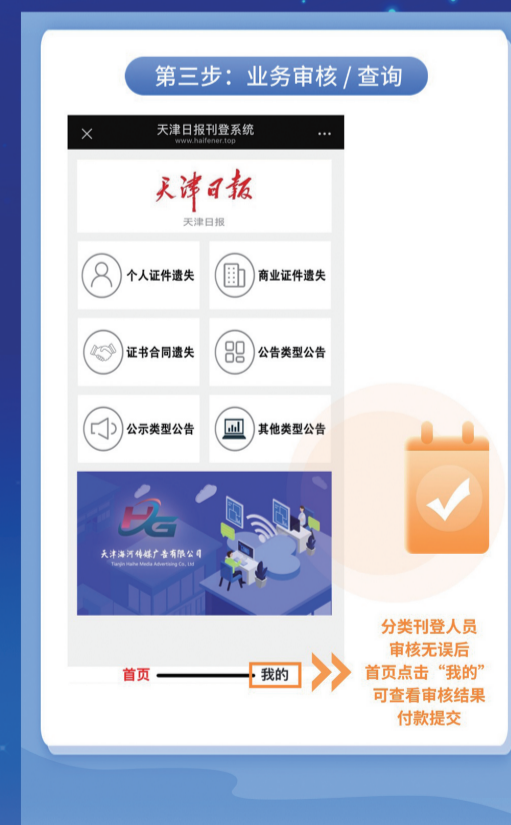 第三步：业务审核 / 查询
天津日报刊登系统
www.haifener.top
天津日报
天津日报
个人证件遗失
商业证件遗失
证书合同遗失
公告类型公告
公示类型公告
其他类型公告
HG
天津海河传媒广告有限公司
Tianjin Haihe Media Advertising Co., Ltd
首页
我的
分类刊登人员
审核无误后
首页点击“我的”
可查看审核结果
付款提交